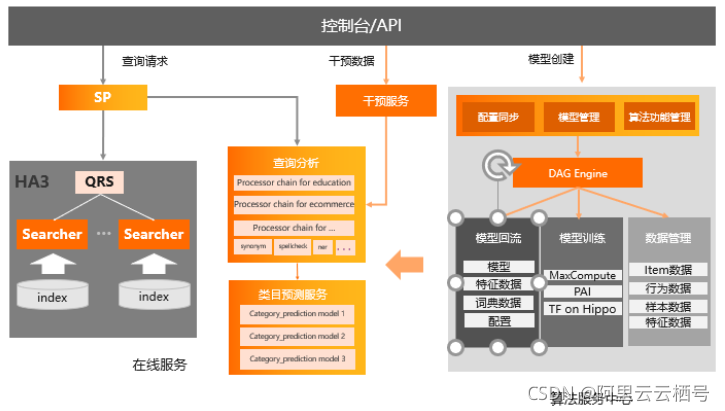 控制台/API
查询请求
干预数据
模型创建
SP
干预服务
配置同步
模型管理
算法功能管理
DAG Engine
HA3
QRS
Searcher
...
Searcher
index
index
在线服务
查询分析
Processor chain for education
Processor chain for ecommerce
Processor chain for ...
synonym
spellcheck
ner
...
类目预测服务
Category_prediction model 1
Category_prediction model 2
Category_prediction model 3
模型回流
模型
特征数据
词典数据
配置
模型训练
MaxCompute
PAI
TF on Hippo
数据管理
Item数据
行为数据
样本数据
特征数据
算法服务中心
CSDN @阿里云云栖号